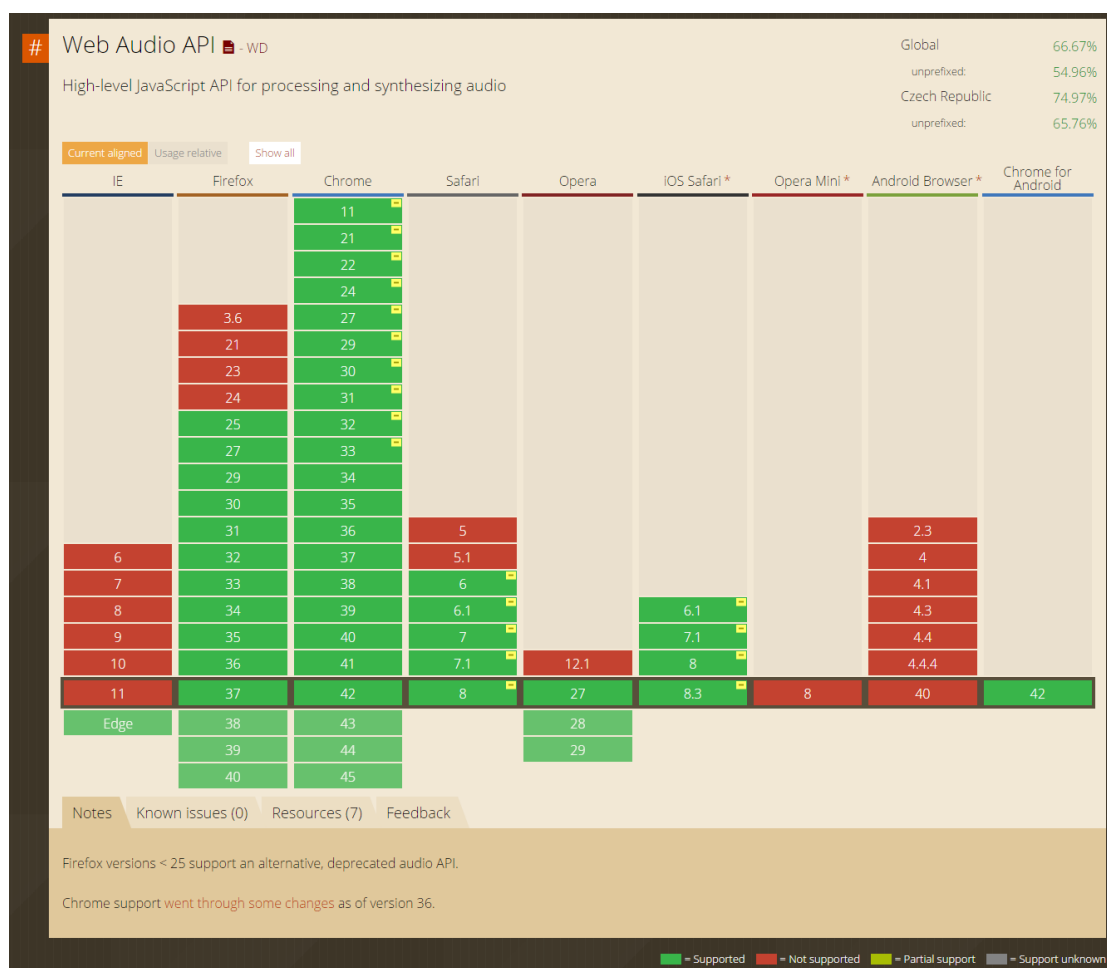 #
Web Audio API - WD
Global 66.67%
unprefixed: 54.96%
High-level JavaScript API for processing and synthesizing audio
Czech Republic 74.97%
unprefixed: 65.76%
Current aligned Usage relative Show all
IE Firefox Chrome Safari Opera iOS Safari * Opera Mini * Android Browser * Chrome for Android
11
21
22
24
3.6 27
21 29
23 30
24 31
25 32
27 33
29 34
30 35
31 36 5 2.3
6 32 37 5.1 4
7 33 38 6 4.1
8 34 39 6.1 6.1 4.3
9 35 40 7 7.1 4.4
10 36 41 7.1 12.1 8 4.4.4
11 37 42 8 27 8.3 8 40 42
Edge 38 43 28
39 44 29
40 45
Notes Known issues (0) Resources (7) Feedback
Firefox versions < 25 support an alternative, deprecated audio API.
Chrome support went through some changes as of version 36.
= Supported = Not supported = Partial support = Support unknown